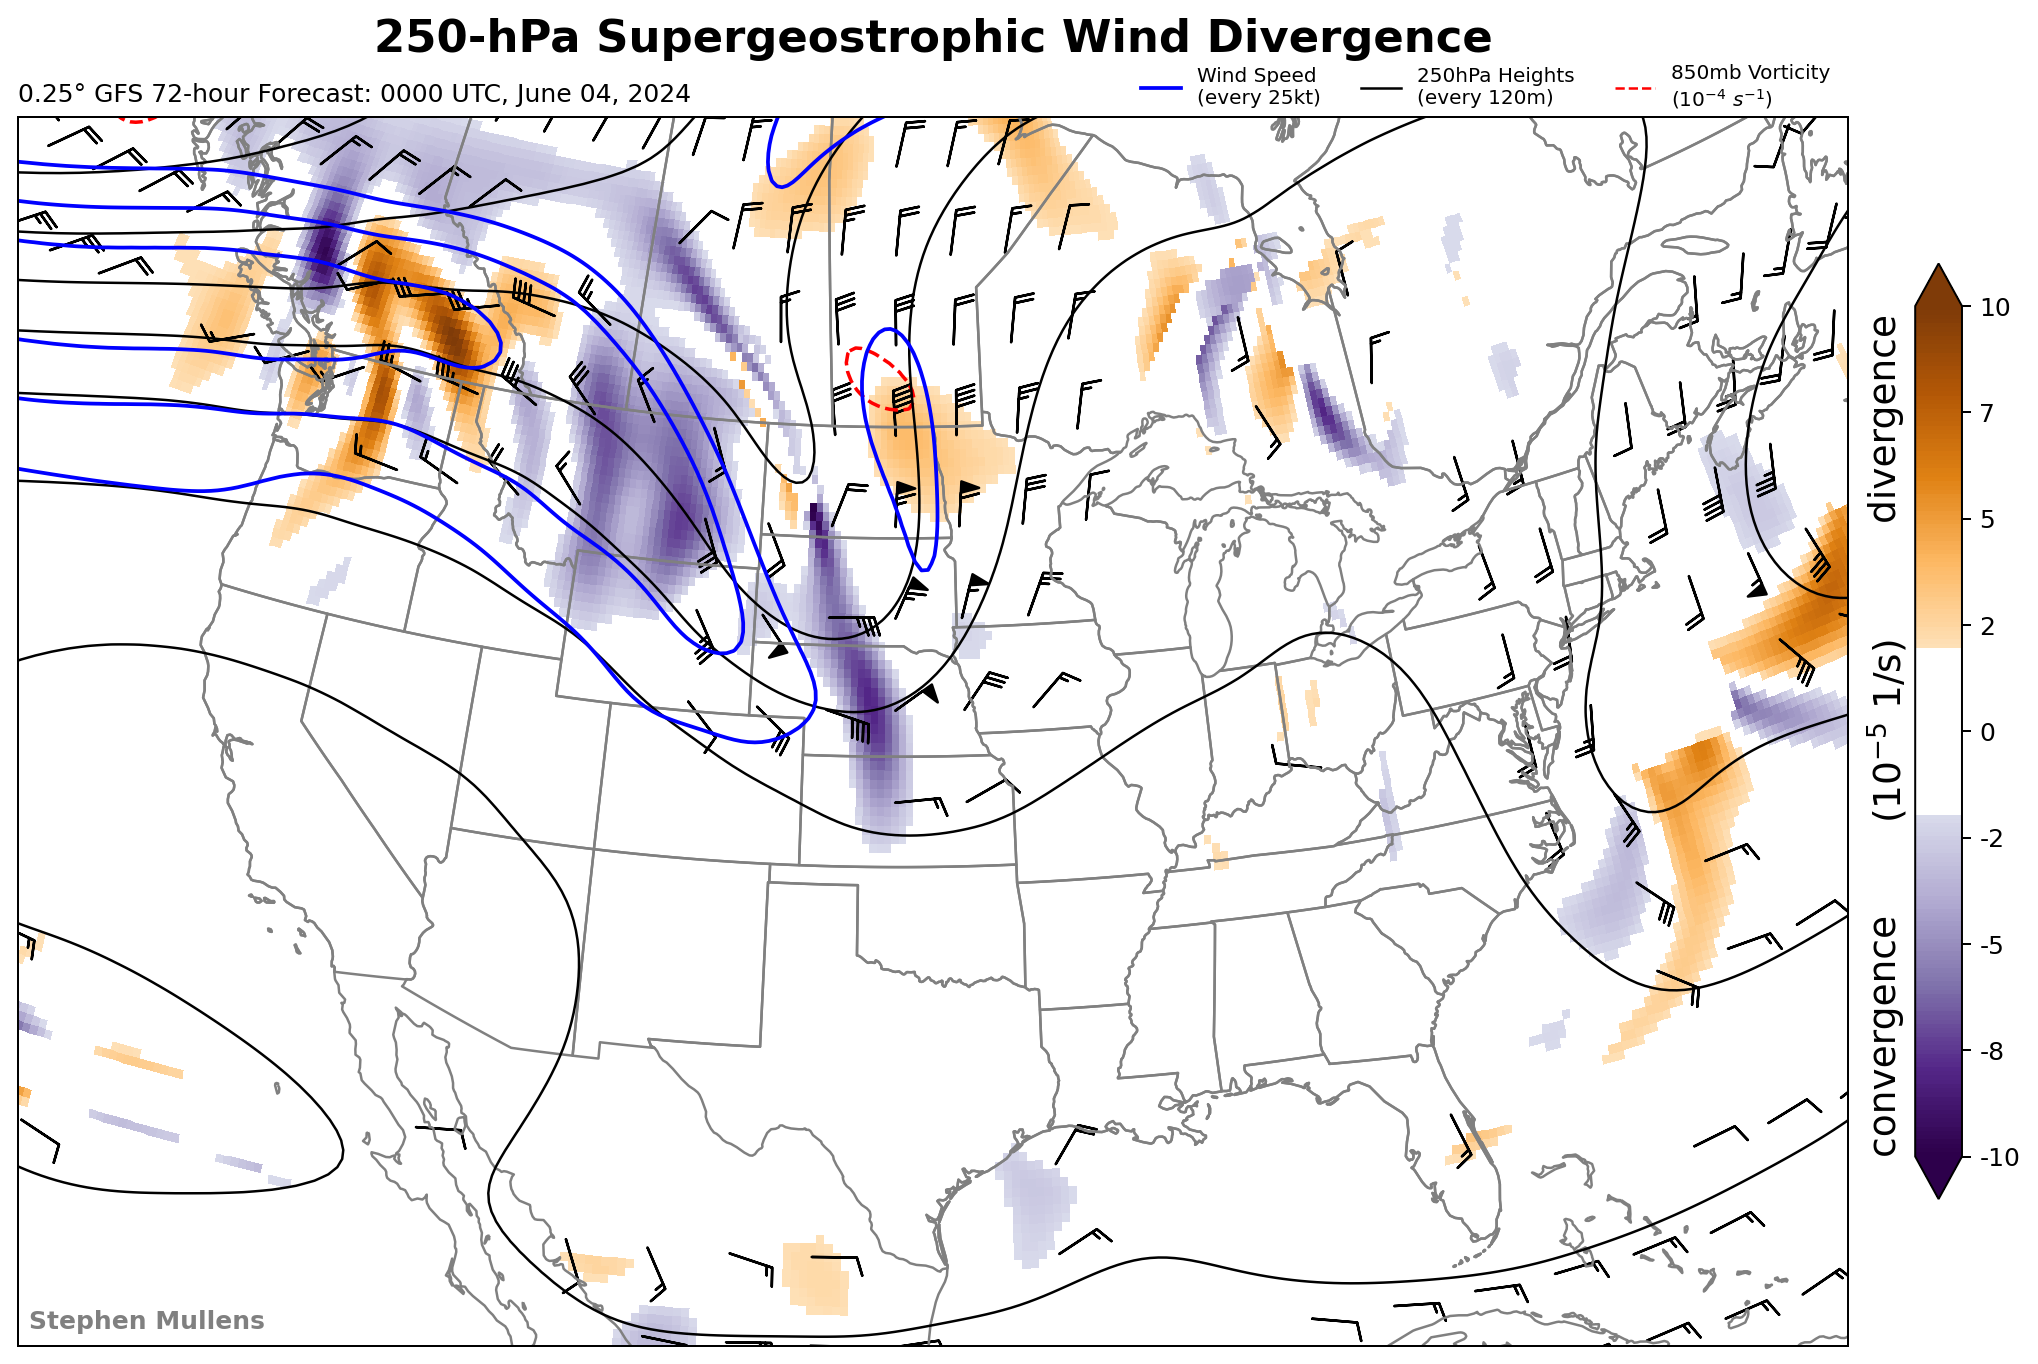 250-hPa Supergeostrophic Wind Divergence
0.25° GFS 72-hour Forecast: 0000 UTC, June 04, 2024
Wind Speed
(every 25kt)
250hPa Heights
(every 120m)
850mb Vorticity
(10⁻⁴ s⁻¹)
10
7
5
2
0
-2
-5
-8
-10
convergence (10⁻⁵ 1/s) divergence
Stephen Mullens